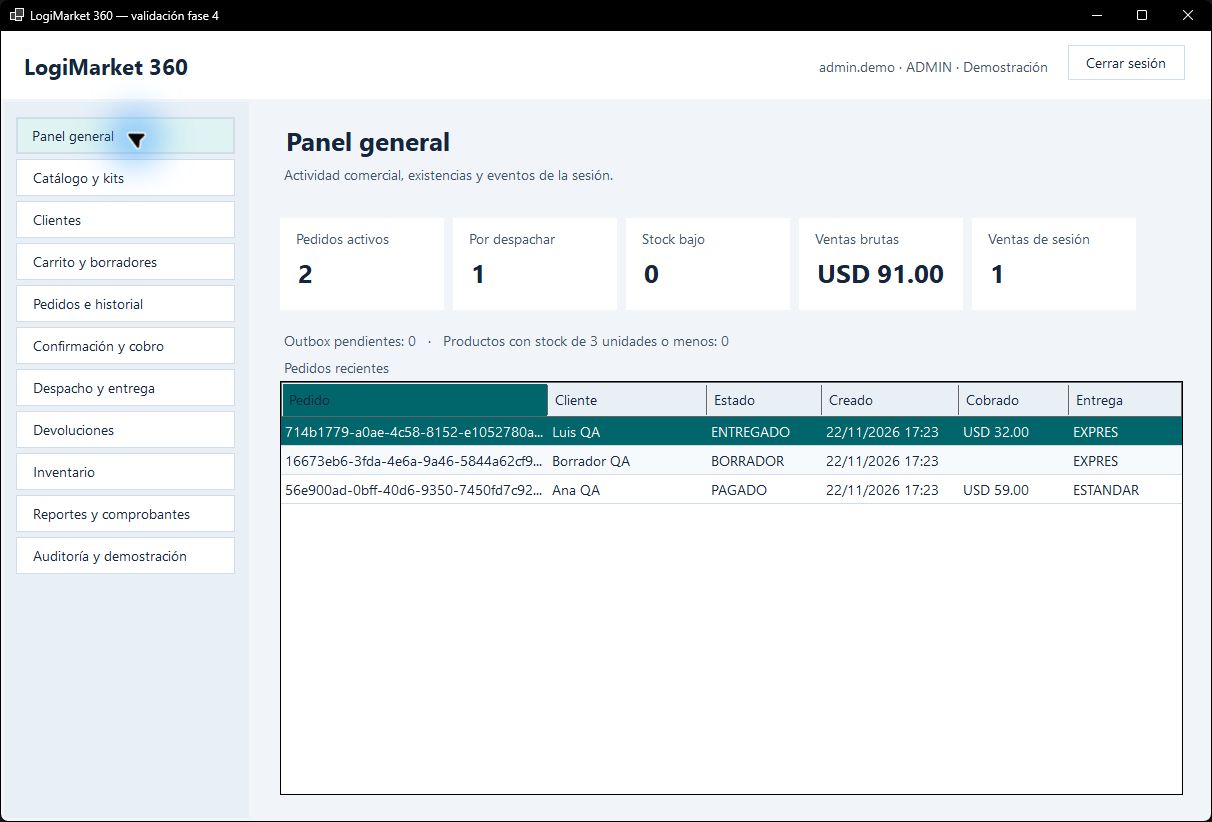 LogiMarket 360 — validación fase 4
LogiMarket 360
admin.demo · ADMIN · Demostración
Cerrar sesión
Panel general
Catálogo y kits
Clientes
Carrito y borradores
Pedidos e historial
Confirmación y cobro
Despacho y entrega
Devoluciones
Inventario
Reportes y comprobantes
Auditoría y demostración
Panel general
Actividad comercial, existencias y eventos de la sesión.
Pedidos activos
2
Por despachar
1
Stock bajo
0
Ventas brutas
USD 91.00
Ventas de sesión
1
Outbox pendientes: 0 · Productos con stock de 3 unidades o menos: 0
Pedidos recientes
Pedido Cliente Estado Creado Cobrado Entrega
714b1779-a0ae-4c58-8152-e1052780a... Luis QA ENTREGADO 22/11/2026 17:23 USD 32.00 EXPRES
16673eb6-3fda-4e6a-9a46-5844a62cf9... Borrador QA BORRADOR 22/11/2026 17:23 EXPRES
56e900ad-0bff-40d6-9350-7450fd7c92... Ana QA PAGADO 22/11/2026 17:23 USD 59.00 ESTANDAR